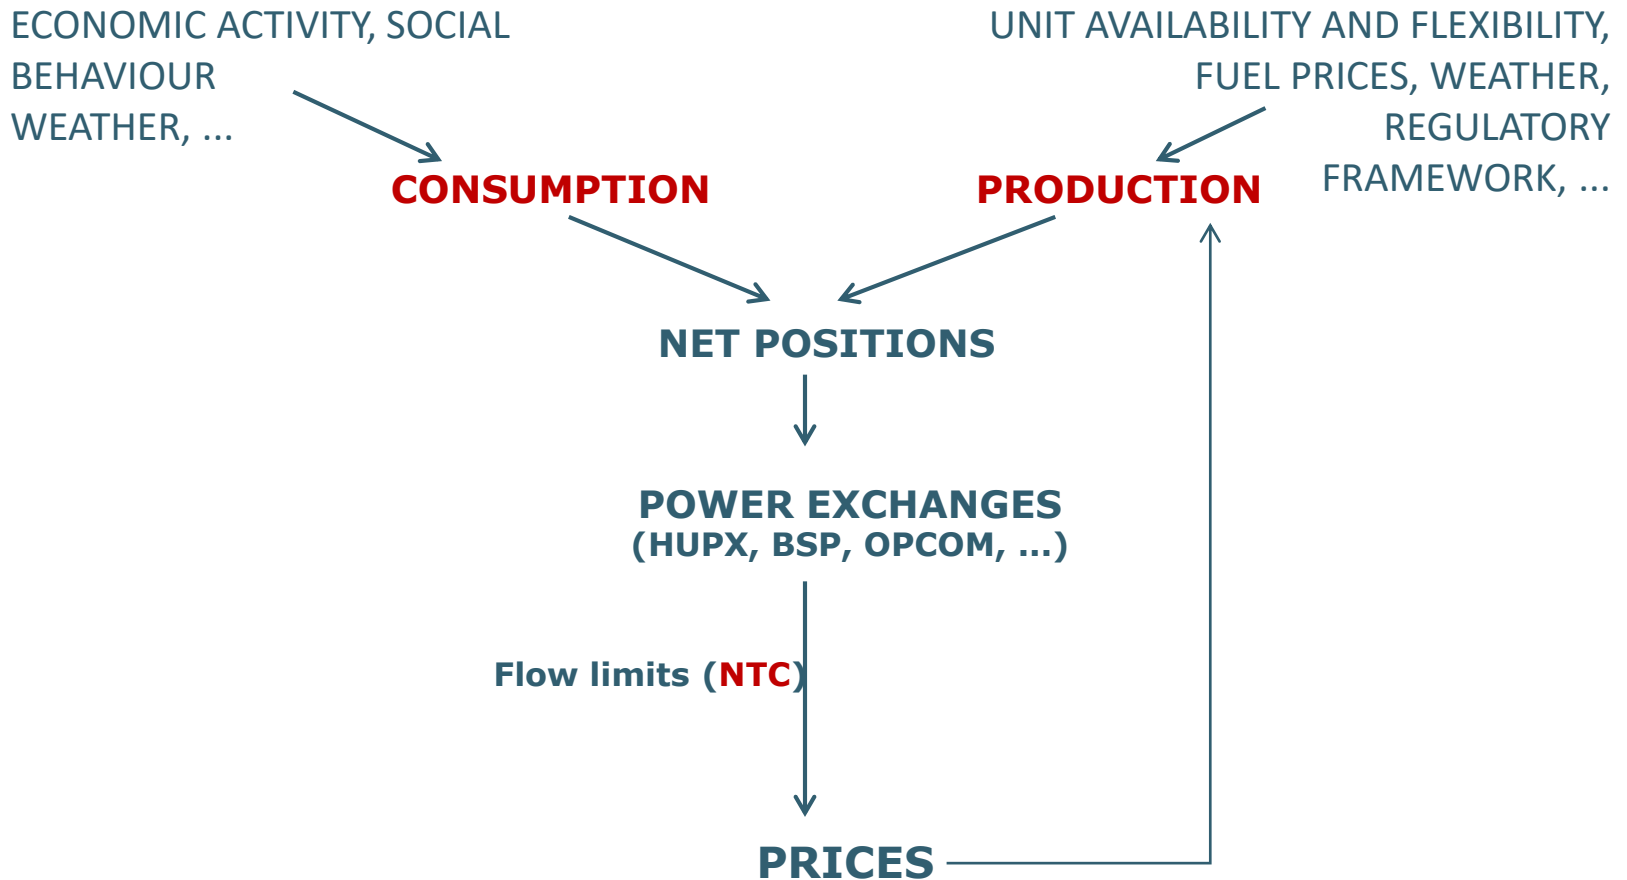 ECONOMIC ACTIVITY, SOCIAL
BEHAVIOUR
WEATHER, ...
UNIT AVAILABILITY AND FLEXIBILITY,
FUEL PRICES, WEATHER,
REGULATORY
FRAMEWORK, ...
CONSUMPTION
PRODUCTION
NET POSITIONS
POWER EXCHANGES
(HUPX, BSP, OPCOM, ...)
Flow limits (NTC)
PRICES